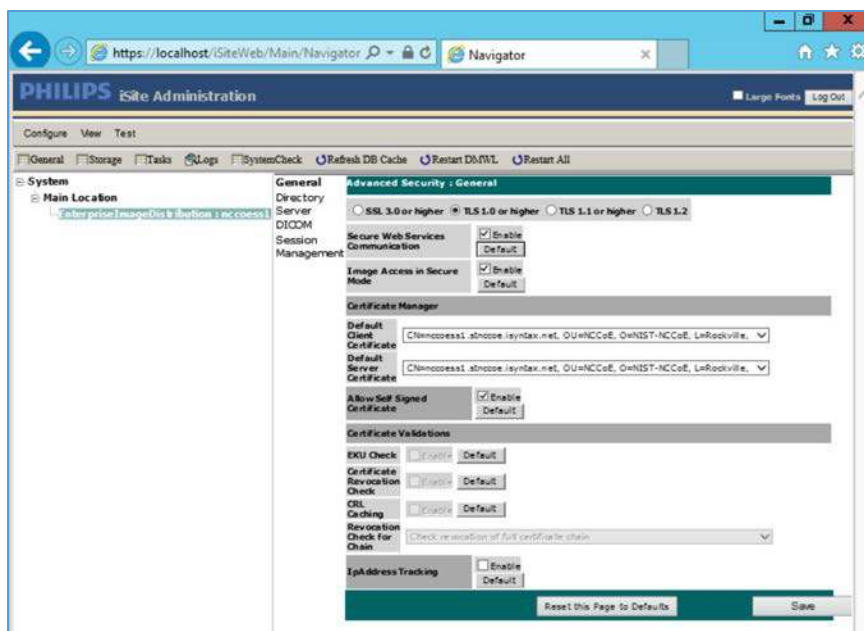 https://localhost/iSiteWeb/Main/Navigator
Navigator
PHILIPS iSite Administration
Large Fonts Log Out
Configure View Test
General Storage Tasks Logs SystemCheck Refresh DB Cache Restart DMWL Restart All
System
Main Location
EnterpriseImageDistribution : nccoess1
General
Directory
Server
DICOM
Session
Management
Advanced Security : General
SSL 3.0 or higher TLS 1.0 or higher TLS 1.1 or higher TLS 1.2
Secure Web Services
Communication
Enable
Default
Image Access in Secure
Mode
Enable
Default
Certificate Manager
Default
Client
Certificate
CN=nccoess1.stnccoe.isyntax.net, OU=NCCoE, O=NIST-NCCoE, L=Rockville,
Default
Server
Certificate
CN=nccoess1.stnccoe.isyntax.net, OU=NCCoE, O=NIST-NCCoE, L=Rockville,
Allow Self Signed
Certificate
Enable
Default
Certificate Validations
EKU Check Enable Default
Certificate
Revocation
Check
Enable Default
CRL
Caching
Enable Default
Revocation
Check for
Chain
Check revocation of full certificate chain
IpAddress Tracking
Enable
Default
Reset this Page to Defaults Save